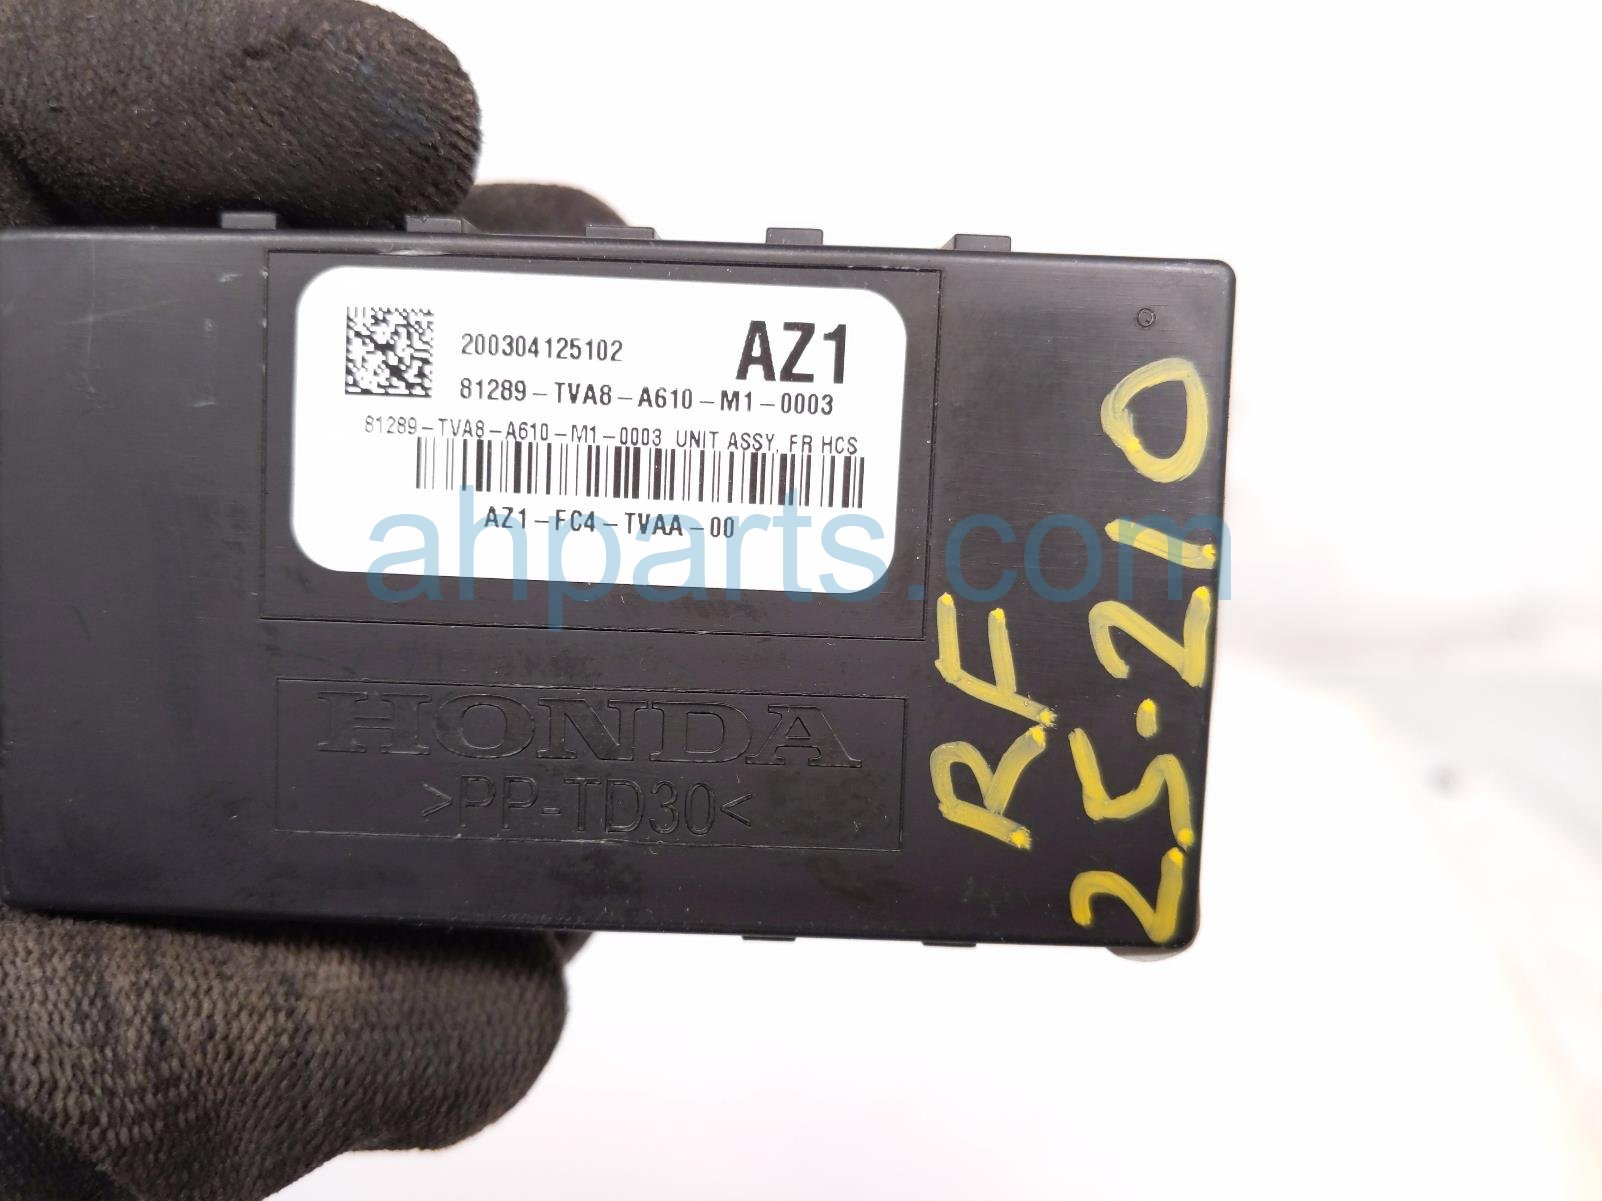 200304125102 AZ1
81289-TVA8-A610-M1-0003
81289-TVA8-A610-M1-0003 UNIT ASSY, FR HCS
AZ1-FC4-TVAA-00
ahparts.com
HONDA
>PP-TD30<
RF
25.210